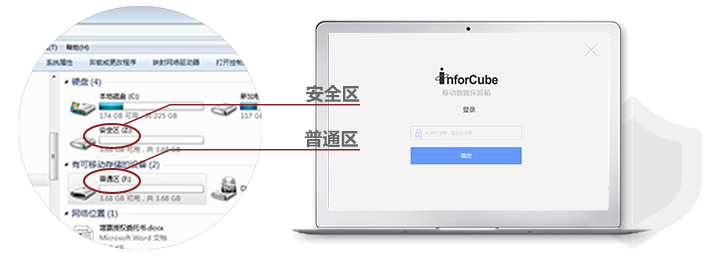 (T) 帮助(H)
系统属性 卸载或更改程序 映射网络驱动器 打开控制
硬盘 (4)
本地磁盘 (C:)
174 GB 可用，共 225 GB
新加
117 G
安全区 (Z:)
3.68 GB 可用，共 3.68 GB
有可移动存储的设备 (2)
普通区 (F:)
3.68 GB 可用，共 3.68 GB
网络位置 (1)
Microsoft Word 文档
安全区
普通区
inforCube
移动数据保险箱
登录
确定